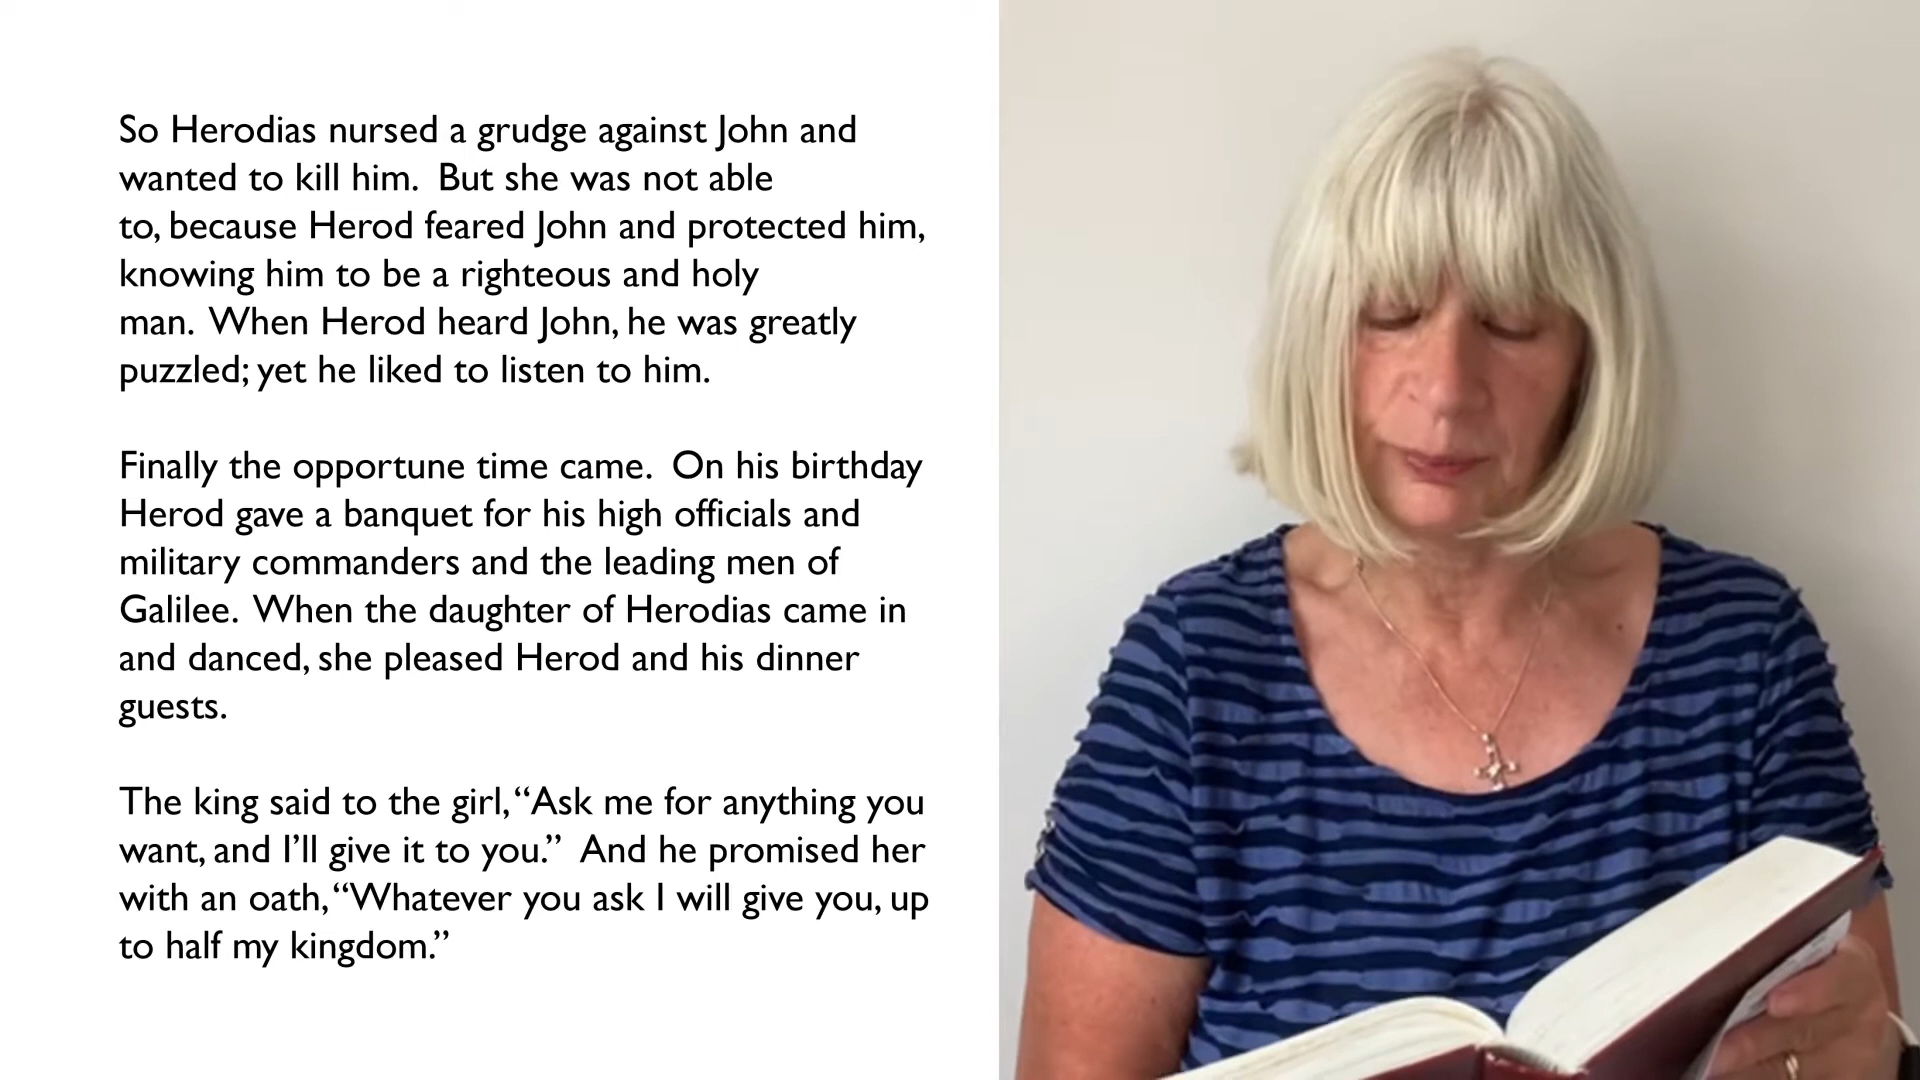 So Herodias nursed a grudge against John and
wanted to kill him.  But she was not able
to, because Herod feared John and protected him,
knowing him to be a righteous and holy
man.  When Herod heard John, he was greatly
puzzled; yet he liked to listen to him.
Finally the opportune time came.  On his birthday
Herod gave a banquet for his high officials and
military commanders and the leading men of
Galilee.  When the daughter of Herodias came in
and danced, she pleased Herod and his dinner
guests.
The king said to the girl, “Ask me for anything you
want, and I’ll give it to you.”  And he promised her
with an oath, “Whatever you ask I will give you, up
to half my kingdom.”